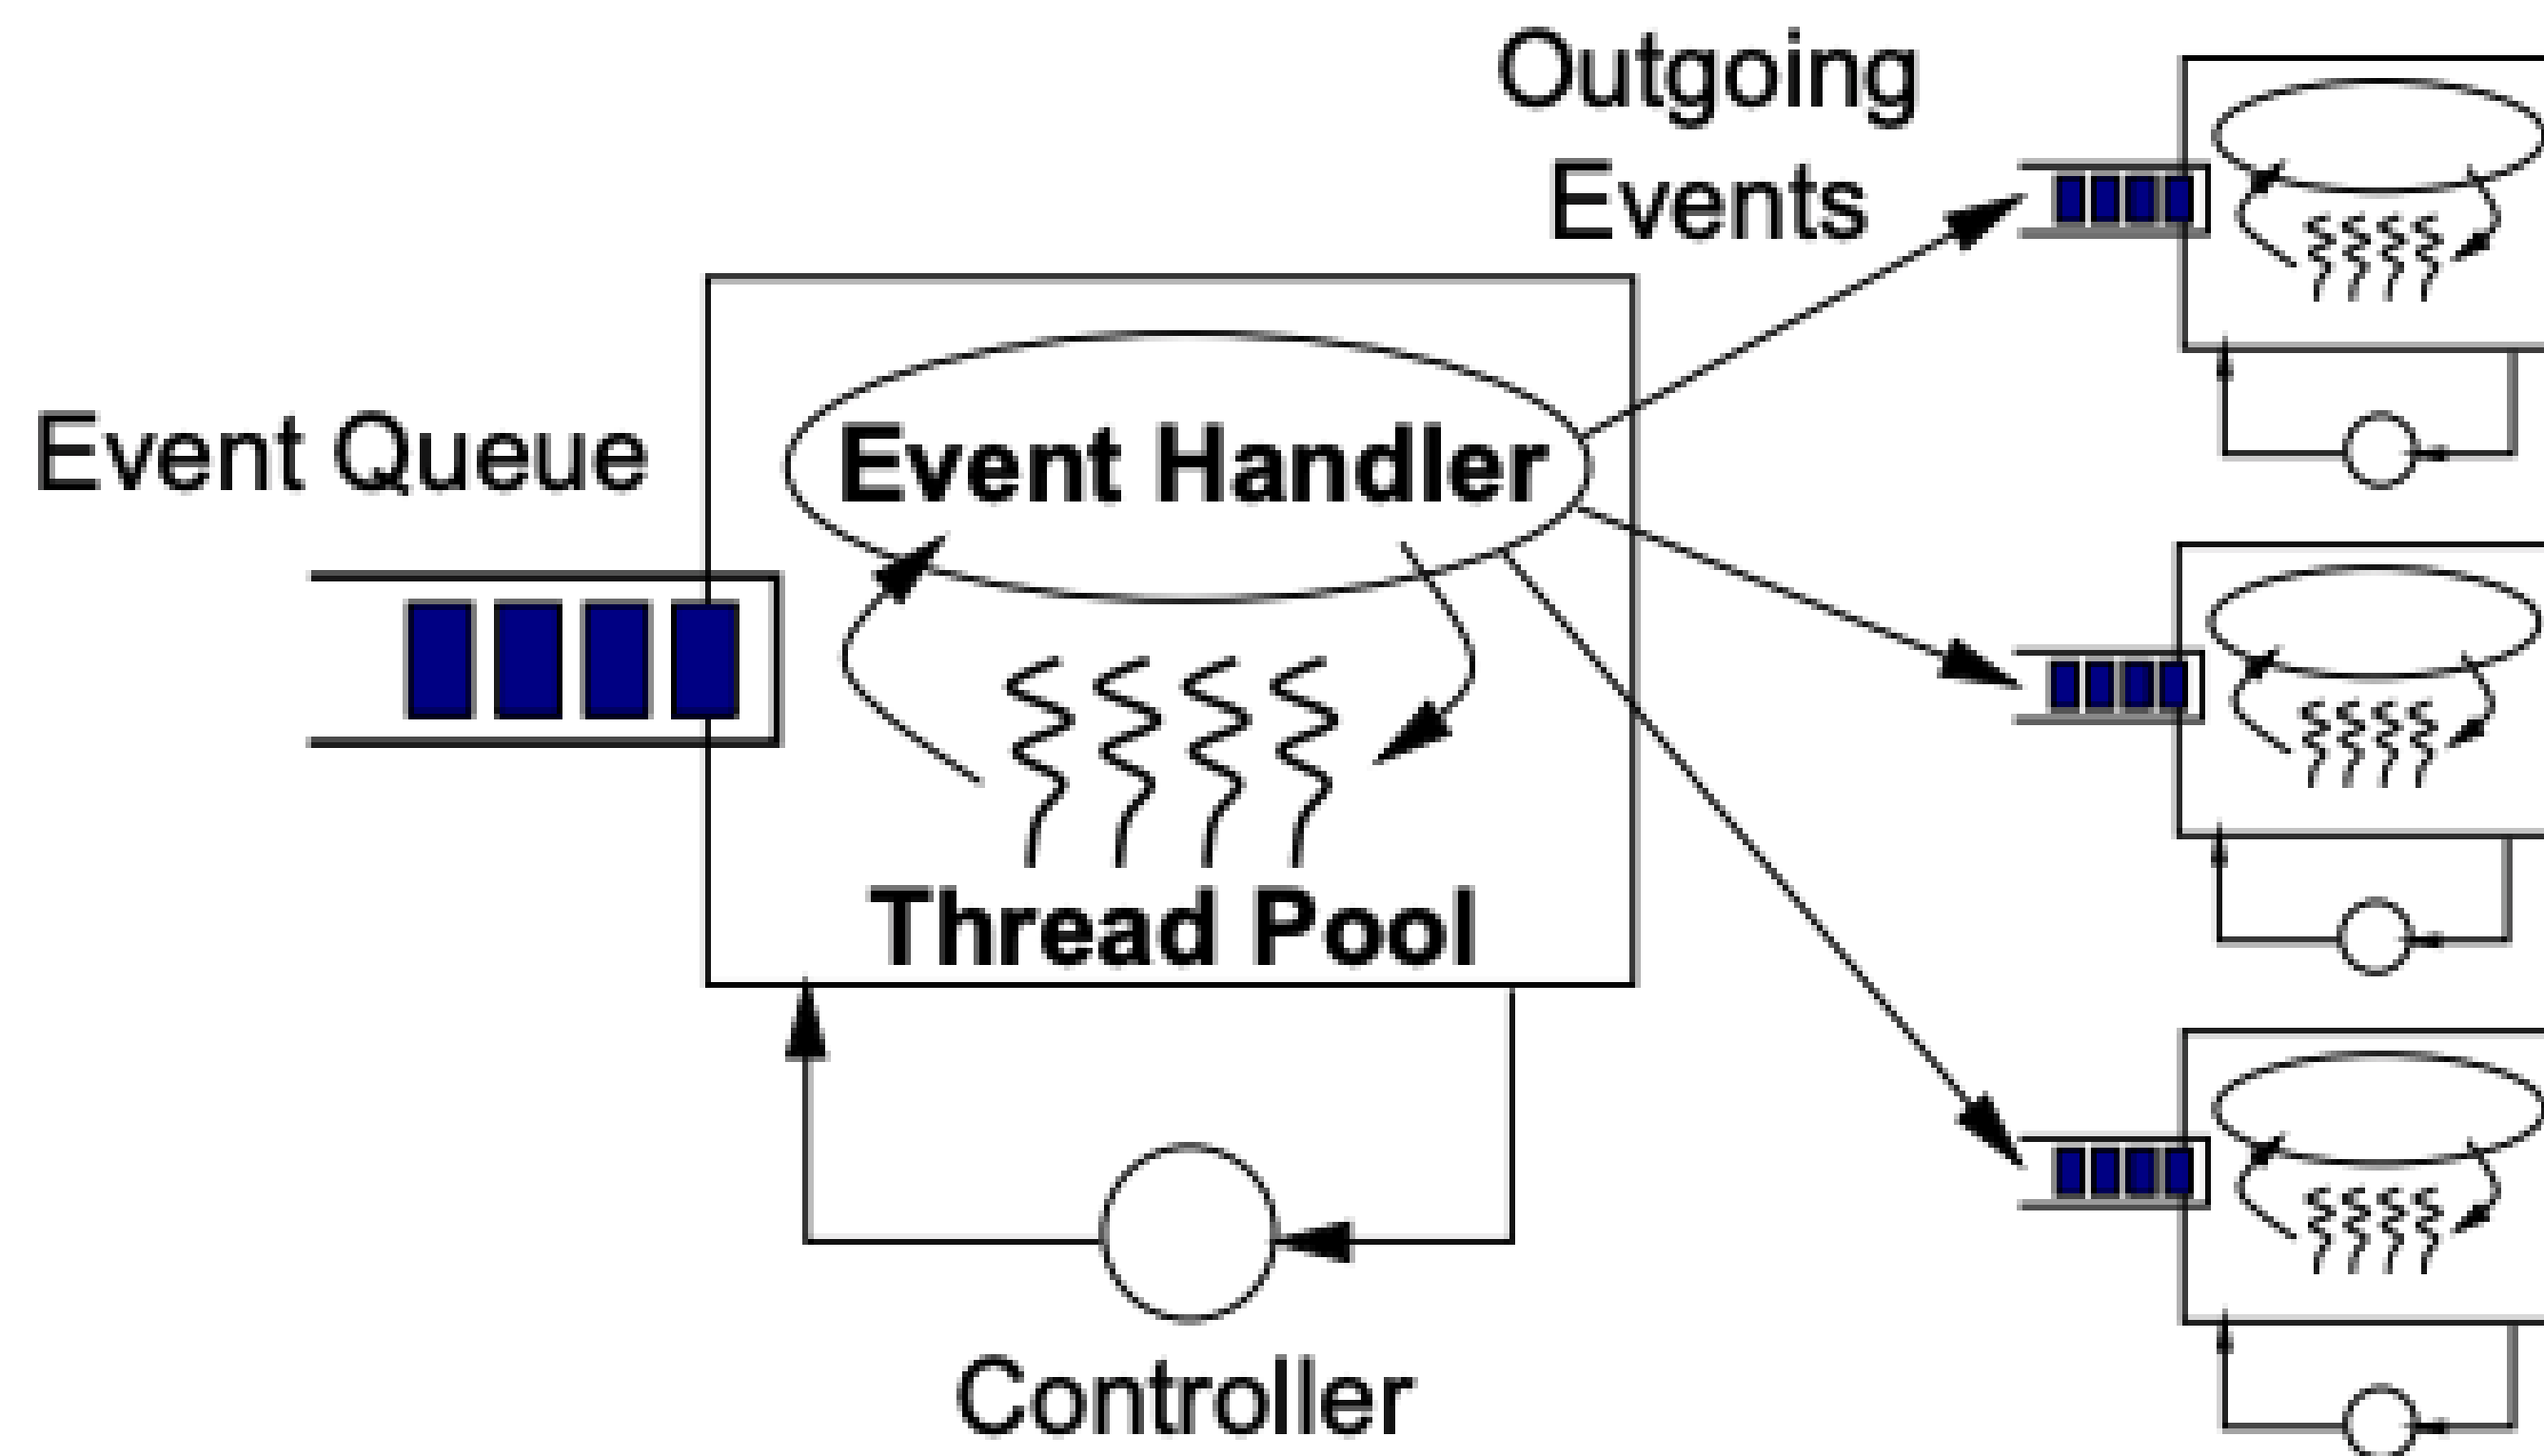 Outgoing
Events
Event Queue
Event Handler
Thread Pool
Controller